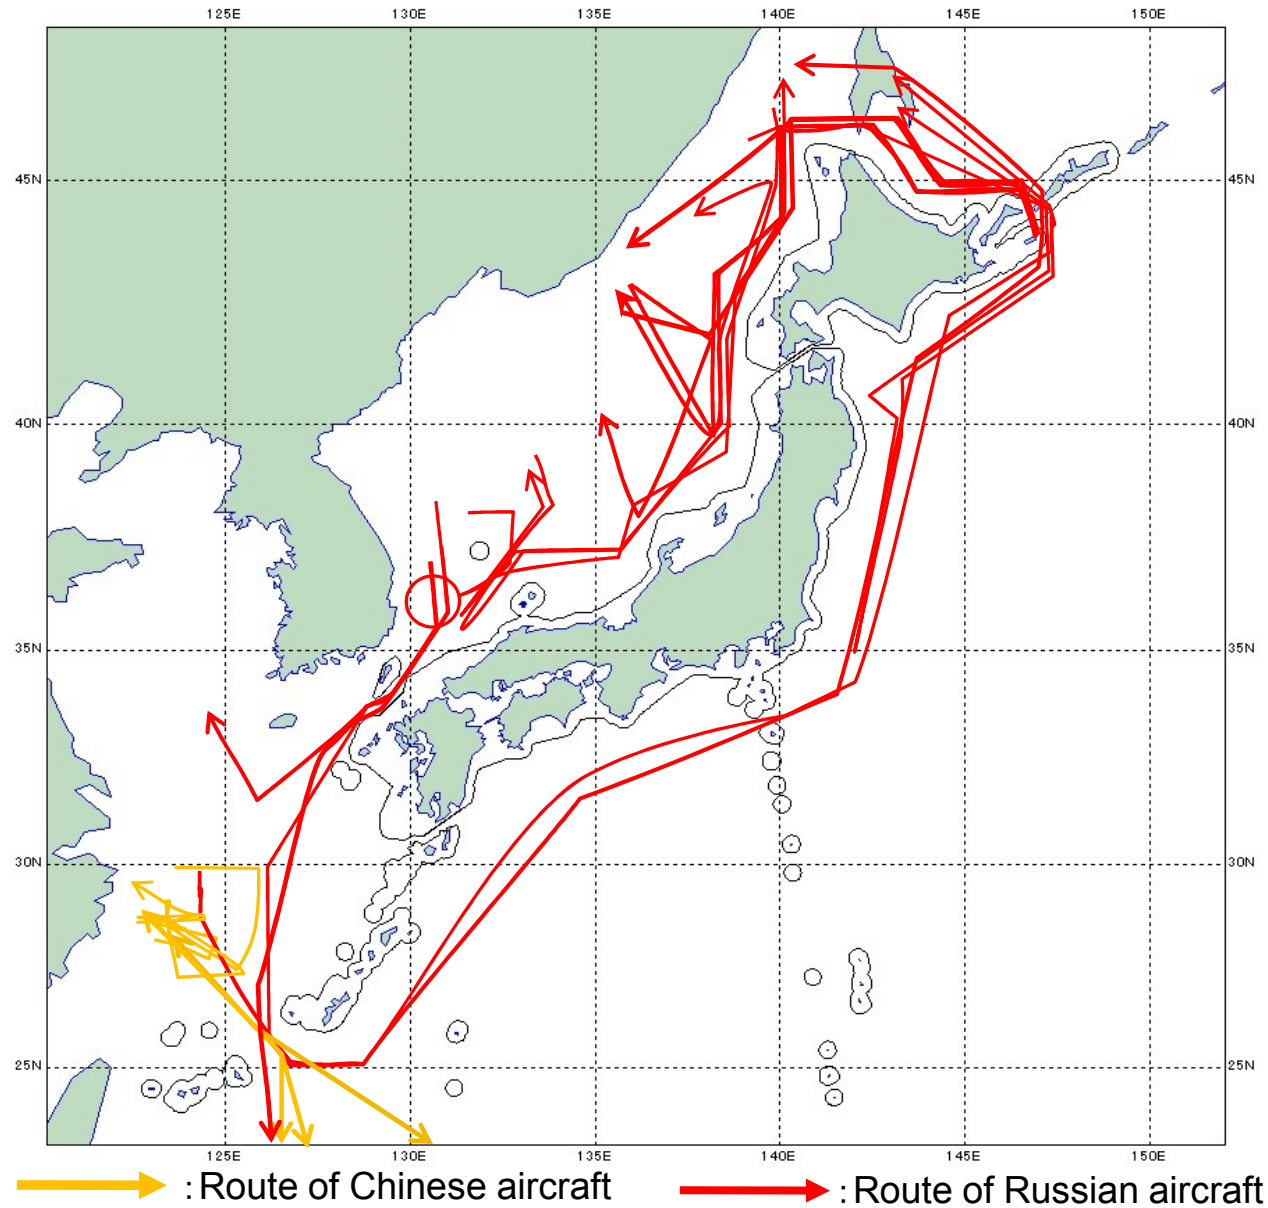 125E 130E 135E 140E 145E 150E
45N 45N
40N 40N
35N 35N
30N 30N
25N 25N
125E 130E 135E 140E 145E 150E
: Route of Chinese aircraft : Route of Russian aircraft